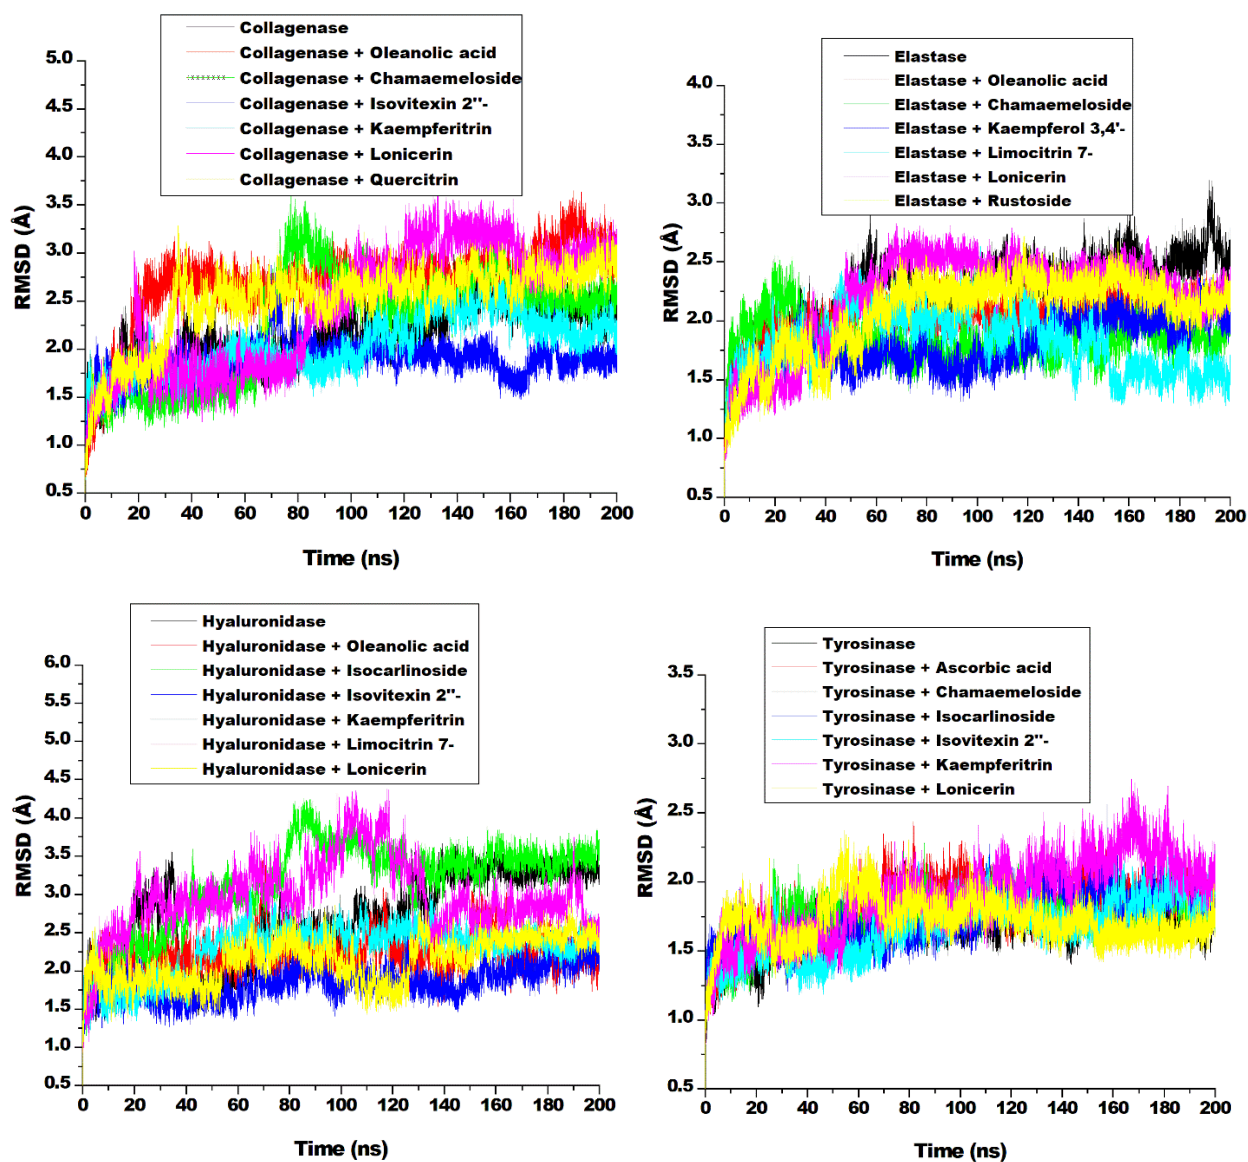 Collagenase
Collagenase + Oleanolic acid
Collagenase + Chamaemeloside
Collagenase + Isovitexin 2"-
Collagenase + Kaempferitrin
Collagenase + Lonicerin
Collagenase + Quercitrin
5.0
4.5
4.0
3.5
3.0
2.5
2.0
1.5
1.0
0.5
RMSD (Å)
0 20 40 60 80 100 120 140 160 180 200
Time (ns)
Elastase
Elastase + Oleanolic acid
Elastase + Chamaemeloside
Elastase + Kaempferol 3,4'-
Elastase + Limocitrin 7-
Elastase + Lonicerin
Elastase + Rustoside
4.0
3.5
3.0
2.5
2.0
1.5
1.0
0.5
RMSD (Å)
0 20 40 60 80 100 120 140 160 180 200
Time (ns)
Hyaluronidase
Hyaluronidase + Oleanolic acid
Hyaluronidase + Isocarlinoside
Hyaluronidase + Isovitexin 2"-
Hyaluronidase + Kaempferitrin
Hyaluronidase + Limocitrin 7-
Hyaluronidase + Lonicerin
6.0
5.5
5.0
4.5
4.0
3.5
3.0
2.5
2.0
1.5
1.0
0.5
RMSD (Å)
0 20 40 60 80 100 120 140 160 180 200
Time (ns)
Tyrosinase
Tyrosinase + Ascorbic acid
Tyrosinase + Chamaemeloside
Tyrosinase + Isocarlinoside
Tyrosinase + Isovitexin 2"-
Tyrosinase + Kaempferitrin
Tyrosinase + Lonicerin
3.5
3.0
2.5
2.0
1.5
1.0
0.5
RMSD (Å)
0 20 40 60 80 100 120 140 160 180 200
Time (ns)